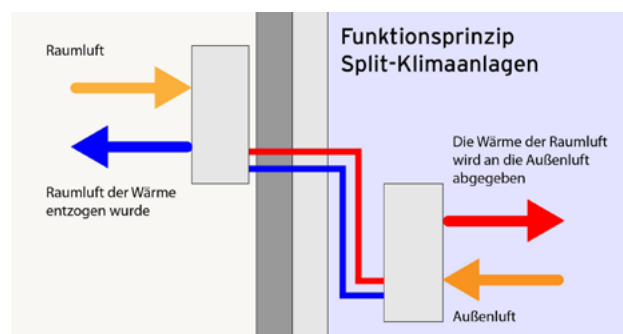 Funktionsprinzip
Split-Klimaanlagen
Raumluft
Raumluft der Wärme
entzogen wurde
Die Wärme der Raumluft
wird an die Außenluft
abgegeben
Außenluft